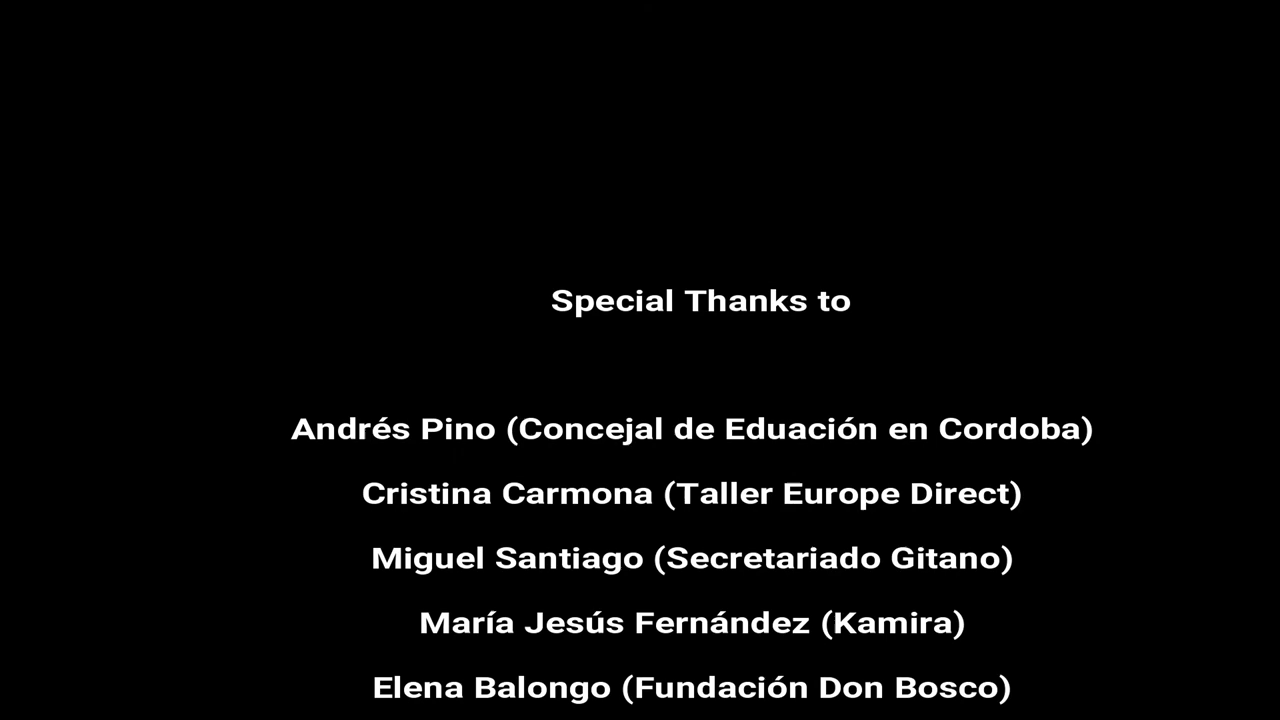 Special Thanks to
Andrés Pino (Concejal de Eduación en Cordoba)
Cristina Carmona (Taller Europe Direct)
Miguel Santiago (Secretariado Gitano)
María Jesús Fernández (Kamira)
Elena Balongo (Fundación Don Bosco)